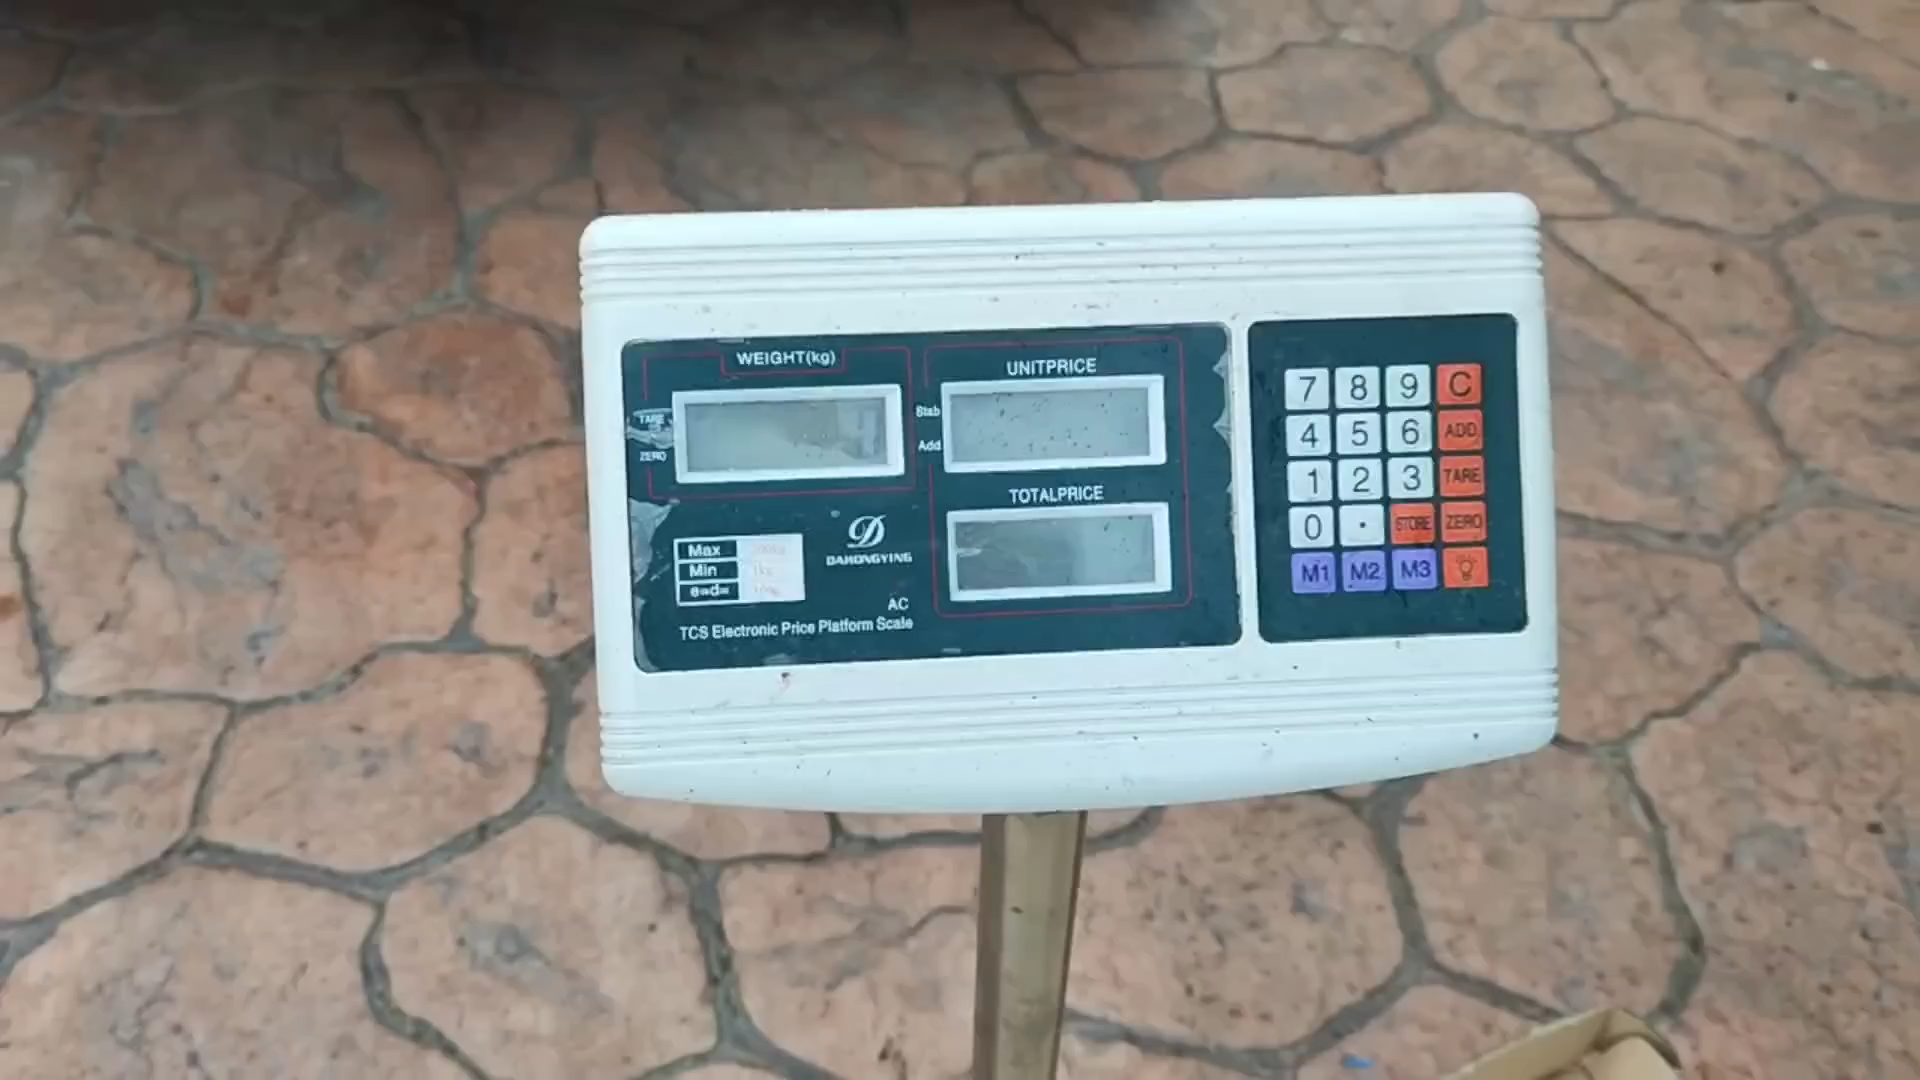 WEIGHT(kg)
TARE
ZERO
UNITPRICE
Stab
Add
TOTALPRICE
Max
Min
e=d=
DAHONGYING
AC
TCS Electronic Price Platform Scale
7 8 9 C
4 5 6 ADD
1 2 3 TARE
0 . STORE ZERO
M1 M2 M3